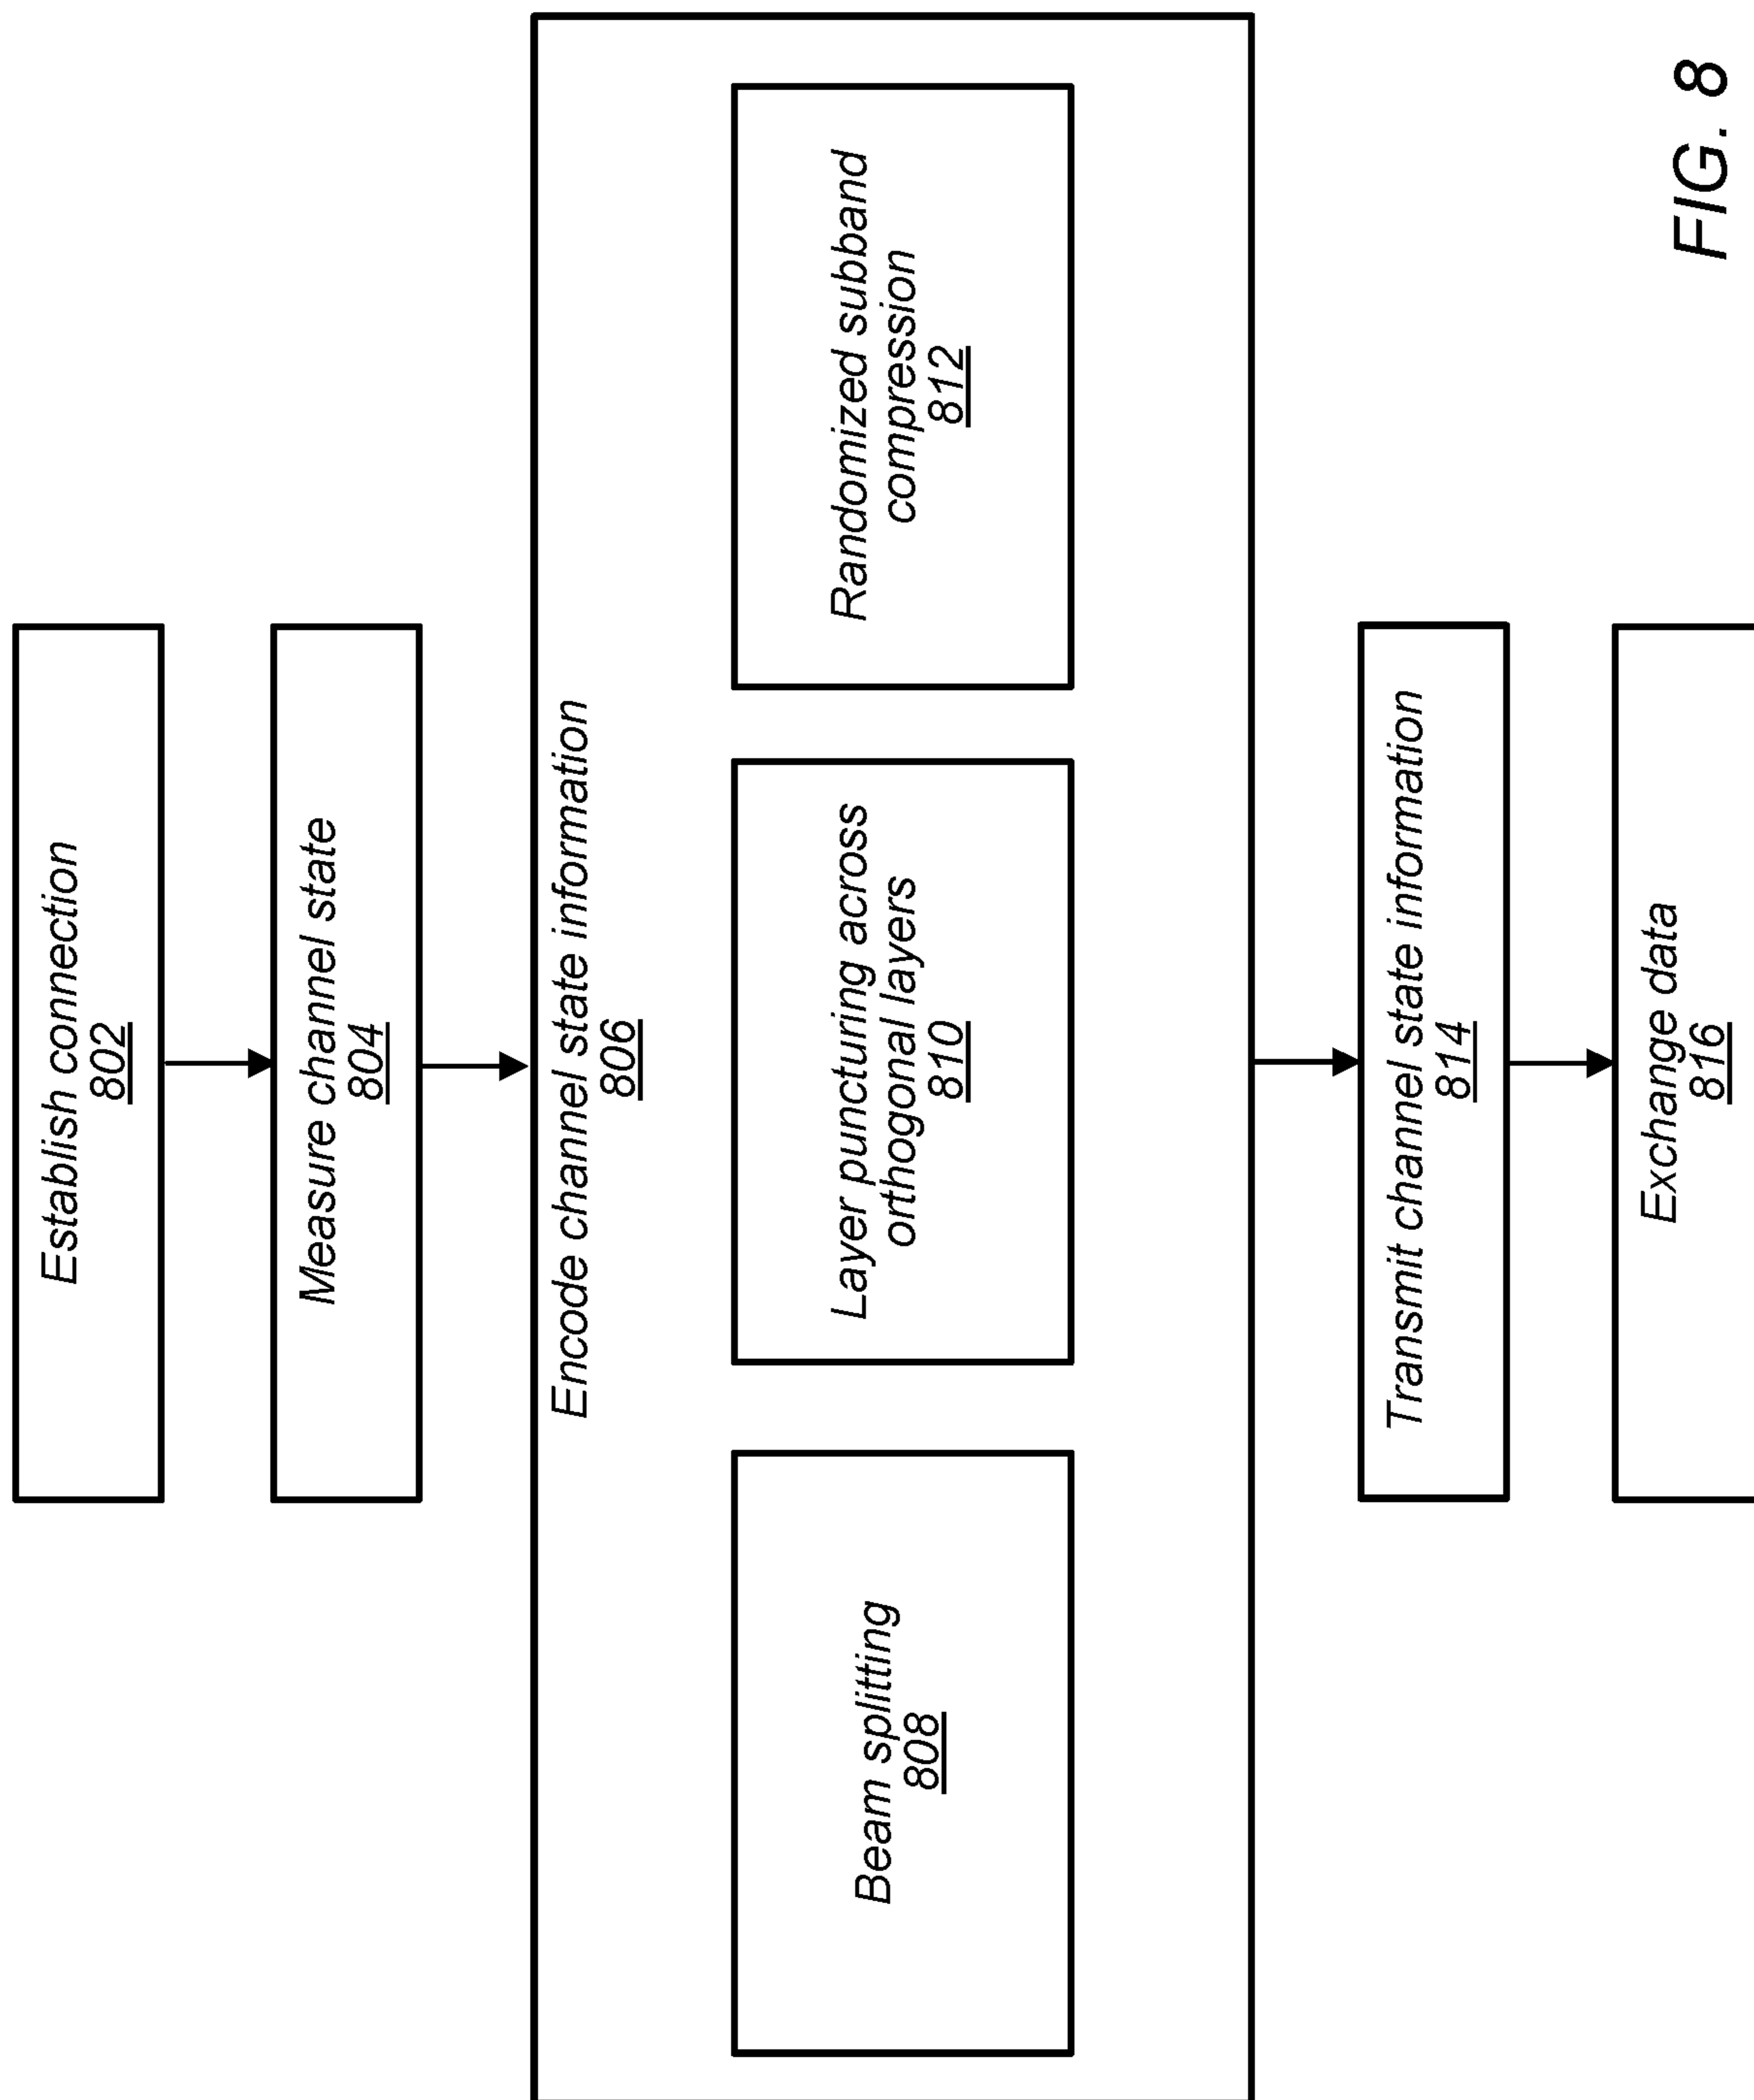 Establish connection
802
Measure channel state
804
Encode channel state information
806
Beam splitting
808
Layer puncturing across
orthogonal layers
810
Randomized subband
compression
812
Transmit channel state information
814
Exchange data
816
FIG. 8